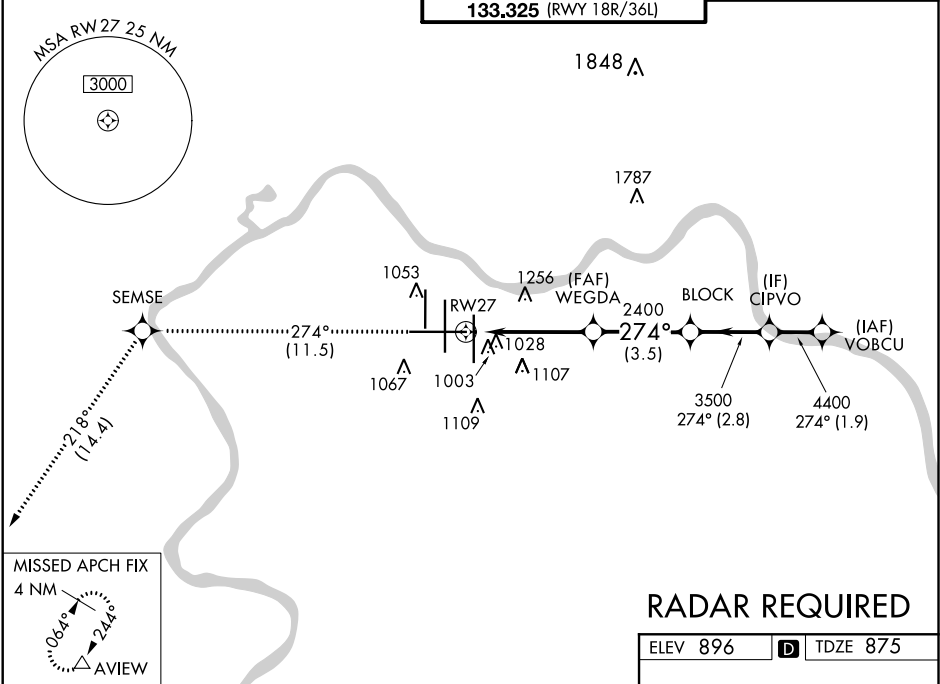 133.325 (RWY 18R/36L)
MSA RW27 25 NM
3000
1848
1787
1053
1256
(FAF)
WEGDA
2400
274°
(3.5)
BLOCK
(IF)
CIPVO
(IAF)
VOBCU
SEMSE
RW27
274°
(11.5)
1028
1067
1003
1107
1109
3500
274° (2.8)
4400
274° (1.9)
218°
(14.4)
MISSED APCH FIX
4 NM
064°
244°
AVIEW
RADAR REQUIRED
ELEV 896 D TDZE 875